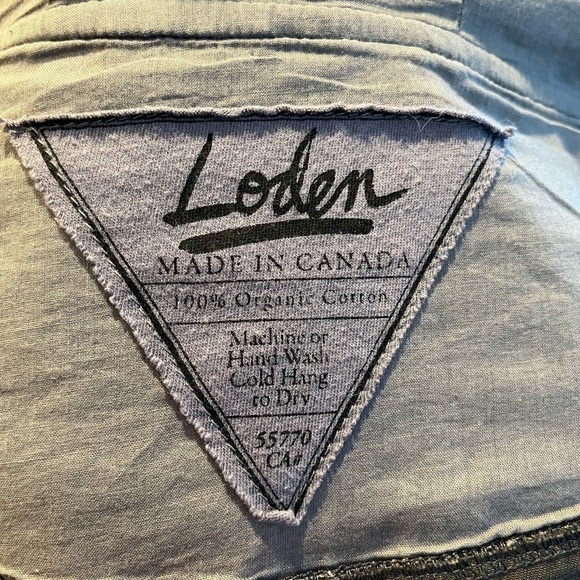 Loden
MADE IN CANADA
100% Organic Cotton
Machine or
Hand Wash
Cold Hang
to Dry
55770
CA#